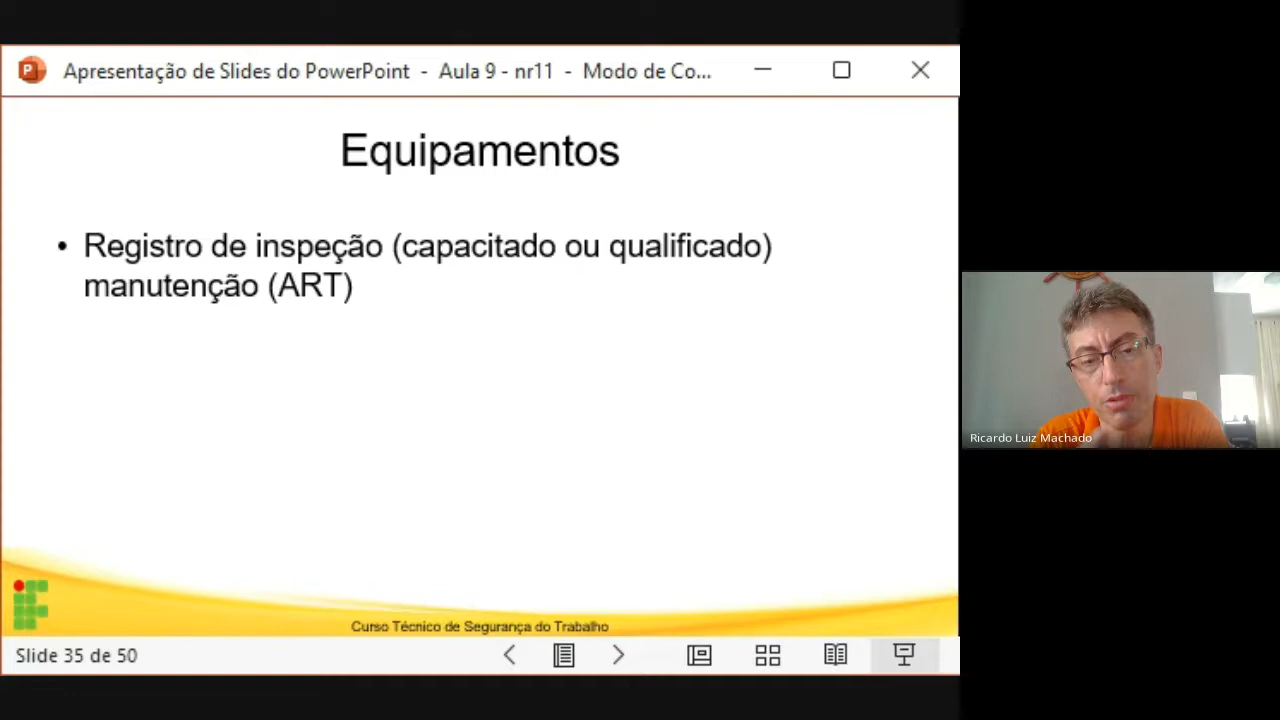 Apresentação de Slides do PowerPoint - Aula 9 - nr11 - Modo de Co...
Equipamentos
• Registro de inspeção (capacitado ou qualificado)
manutenção (ART)
Ricardo Luiz Machado
Curso Técnico de Segurança do Trabalho
Slide 35 de 50